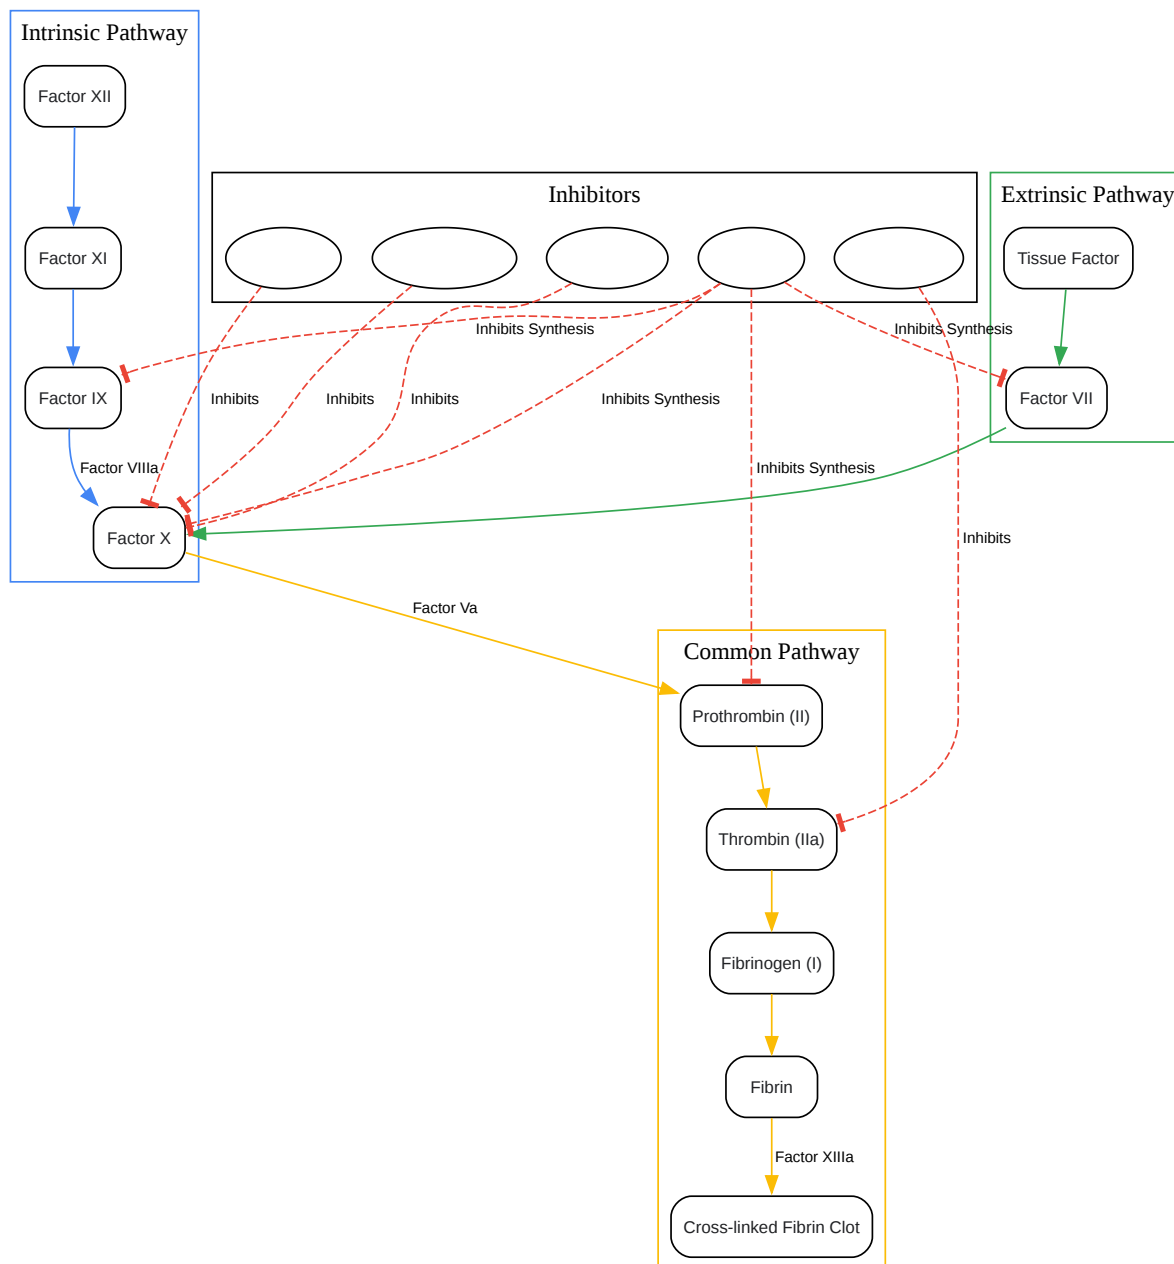 Intrinsic Pathway
Factor XII
Inhibitors
Extrinsic Pathway
Factor XI
Tissue Factor
Inhibits Synthesis
Inhibits Synthesis
Factor IX
Inhibits
Inhibits
Inhibits
Inhibits Synthesis
Factor VII
Factor VIIIa
Inhibits Synthesis
Factor X
Inhibits
Factor Va
Common Pathway
Prothrombin (II)
Thrombin (IIa)
Fibrinogen (I)
Fibrin
Factor XIIIa
Cross-linked Fibrin Clot